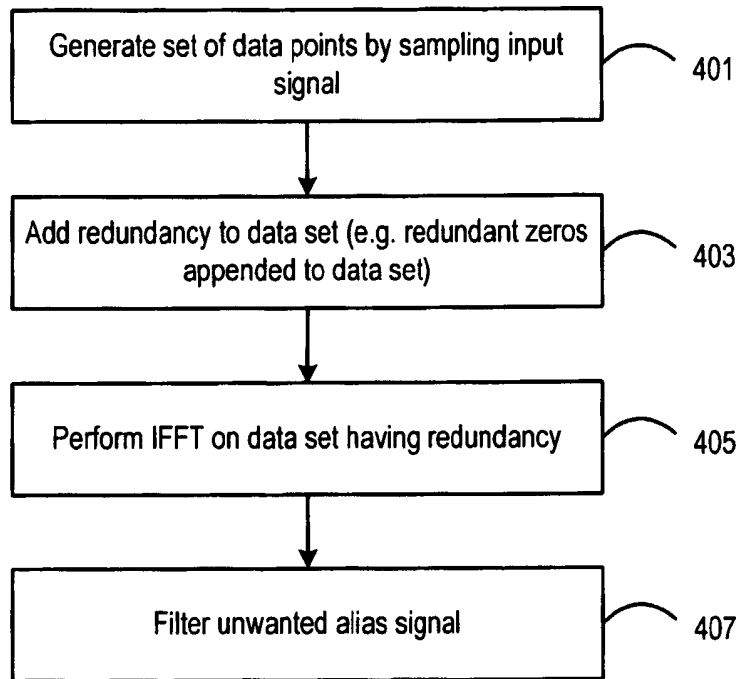 Generate set of data points by sampling input
signal
401
Add redundancy to data set (e.g. redundant zeros
appended to data set)
403
Perform IFFT on data set having redundancy
405
Filter unwanted alias signal
407